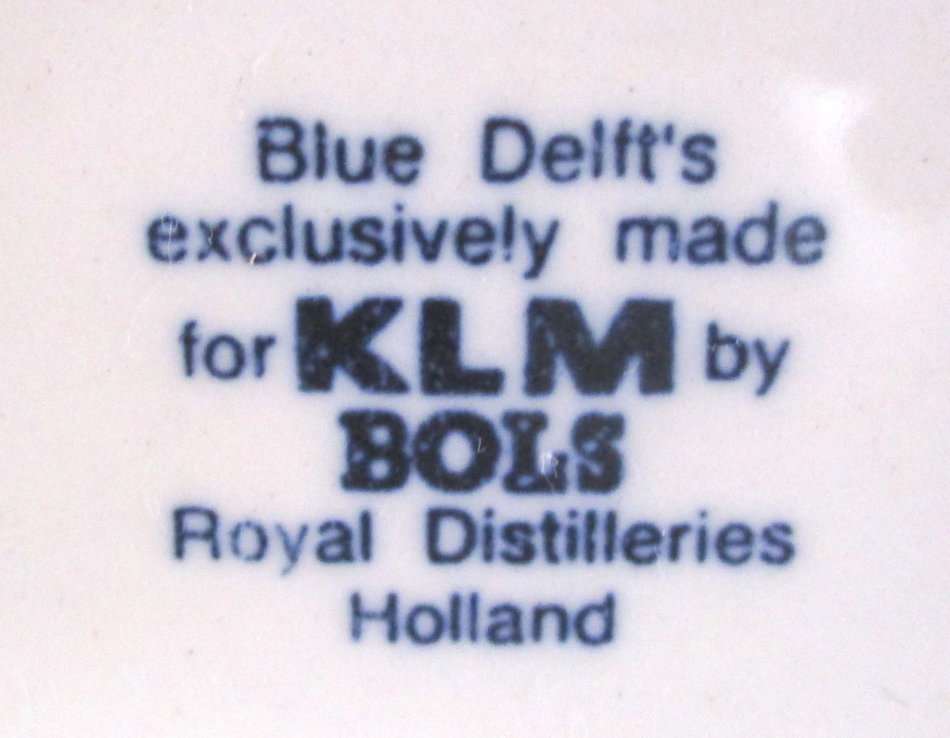 Blue Delft's
exclusively made
for KLM by
BOLS
Royal Distilleries
Holland